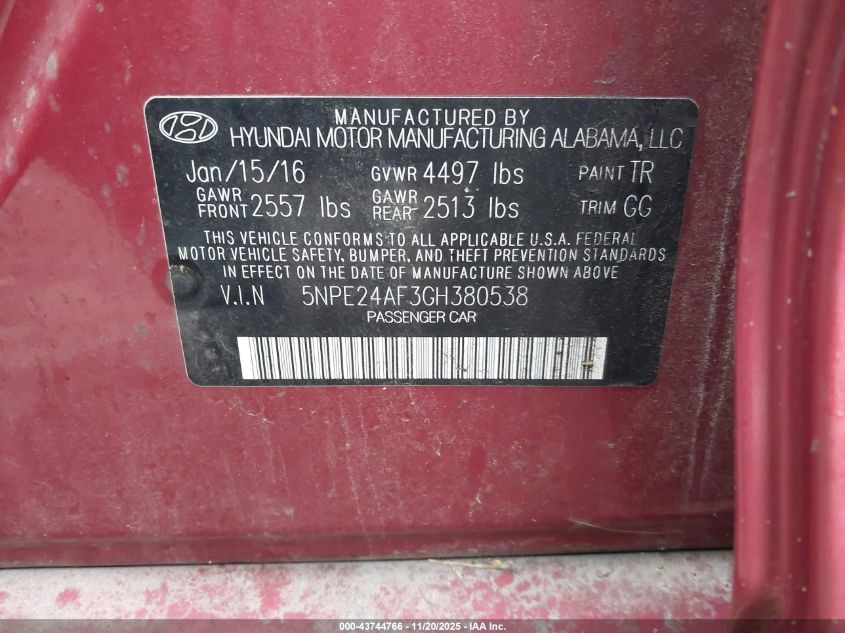 MANUFACTURED BY
HYUNDAI MOTOR MANUFACTURING ALABAMA, LLC
Jan/15/16 GVWR 4497 lbs PAINT TR
GAWR FRONT 2557 lbs GAWR REAR 2513 lbs TRIM GG
THIS VEHICLE CONFORMS TO ALL APPLICABLE U.S.A. FEDERAL
MOTOR VEHICLE SAFETY, BUMPER, AND THEFT PREVENTION STANDARDS
IN EFFECT ON THE DATE OF MANUFACTURE SHOWN ABOVE
V.I.N 5NPE24AF3GH380538
PASSENGER CAR
000-43744766 - 11/20/2025 - IAA Inc.